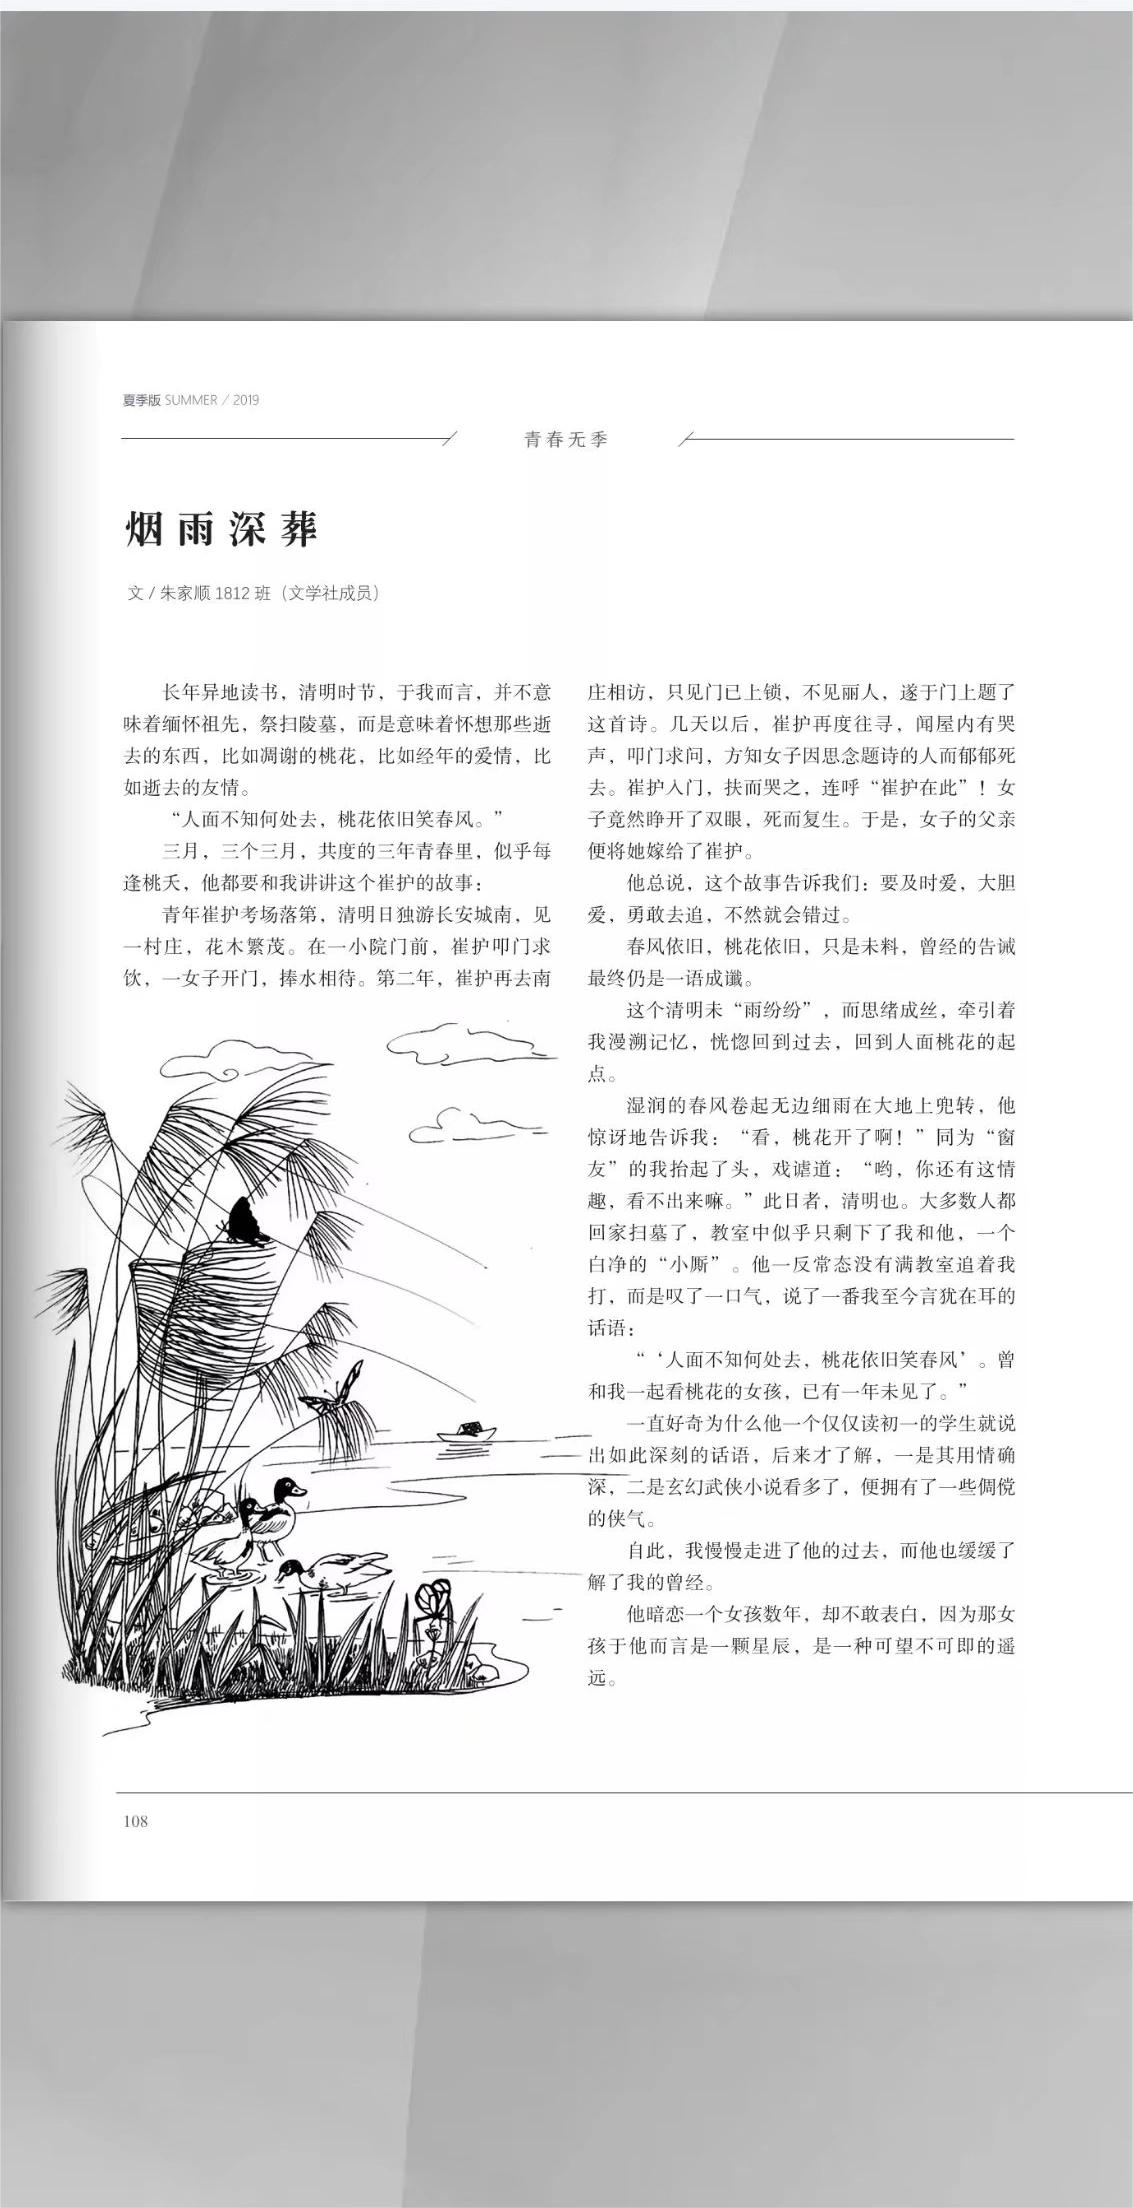 夏季版 SUMMER / 2019
青春无季
烟雨深葬
文 / 朱家顺 1812 班（文学社成员）
长年异地读书，清明时节，于我而言，并不意
味着缅怀祖先，祭扫陵墓，而是意味着怀想那些逝
去的东西，比如凋谢的桃花，比如经年的爱情，比
如逝去的友情。
“人面不知何处去，桃花依旧笑春风。”
三月，三个三月，共度的三年青春里，似乎每
逢桃夭，他都要和我讲讲这个崔护的故事：
青年崔护考场落第，清明日独游长安城南，见
一村庄，花木繁茂。在一小院门前，崔护叩门求
饮，一女子开门，捧水相待。第二年，崔护再去南
庄相访，只见门已上锁，不见丽人，遂于门上题了
这首诗。几天以后，崔护再度往寻，闻屋内有哭
声，叩门求问，方知女子因思念题诗的人而郁郁死
去。崔护入门，扶而哭之，连呼“崔护在此”！女
子竟然睁开了双眼，死而复生。于是，女子的父亲
便将她嫁给了崔护。
他总说，这个故事告诉我们：要及时爱，大胆
爱，勇敢去追，不然就会错过。
春风依旧，桃花依旧，只是未料，曾经的告诫
最终仍是一语成谶。
这个清明未“雨纷纷”，而思绪成丝，牵引着
我漫溯记忆，恍惚回到过去，回到人面桃花的起
点。
湿润的春风卷起无边细雨在大地上兜转，他
惊讶地告诉我：“看，桃花开了啊！”同为“窗
友”的我抬起了头，戏谑道：“哟，你还有这情
趣，看不出来嘛。”此日者，清明也。大多数人都
回家扫墓了，教室中似乎只剩下了我和他，一个
白净的“小厮”。他一反常态没有满教室追着我
打，而是叹了一口气，说了一番我至今言犹在耳的
话语：
“‘人面不知何处去，桃花依旧笑春风’。曾
和我一起看桃花的女孩，已有一年未见了。”
一直好奇为什么他一个仅仅读初一的学生就说
出如此深刻的话语，后来才了解，一是其用情确
深，二是玄幻武侠小说看多了，便拥有了一些倜傥
的侠气。
自此，我慢慢走进了他的过去，而他也缓缓了
解了我的曾经。
他暗恋一个女孩数年，却不敢表白，因为那女
孩于他而言是一颗星辰，是一种可望不可即的遥
远。
108